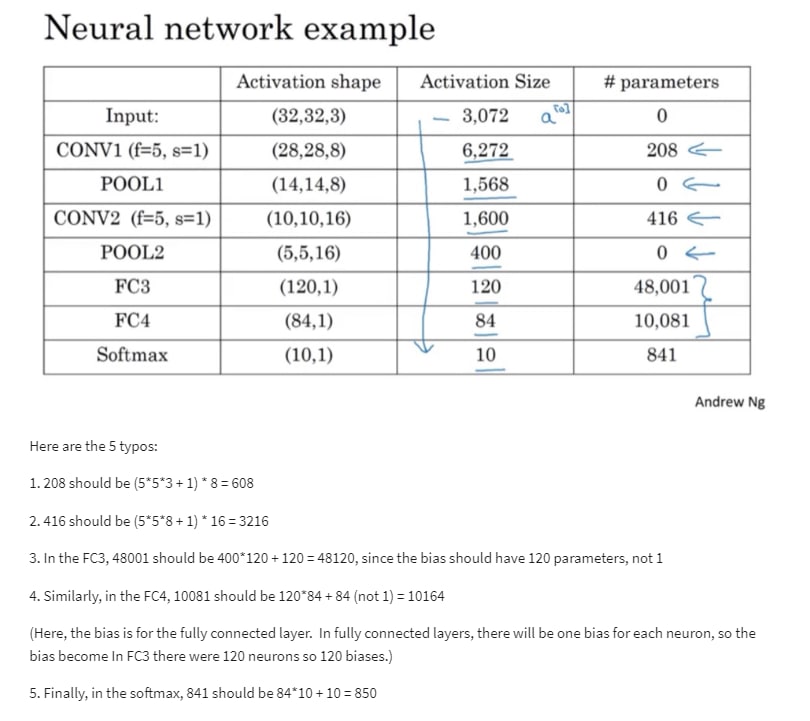 Neural network example
Activation shape Activation Size # parameters
Input: (32,32,3) 3,072 a[0] 0
CONV1 (f=5, s=1) (28,28,8) 6,272 208
POOL1 (14,14,8) 1,568 0
CONV2 (f=5, s=1) (10,10,16) 1,600 416
POOL2 (5,5,16) 400 0
FC3 (120,1) 120 48,001
FC4 (84,1) 84 10,081
Softmax (10,1) 10 841
Andrew Ng
Here are the 5 typos:
1. 208 should be (5*5*3 + 1) * 8 = 608
2. 416 should be (5*5*8 + 1) * 16 = 3216
3. In the FC3, 48001 should be 400*120 + 120 = 48120, since the bias should have 120 parameters, not 1
4. Similarly, in the FC4, 10081 should be 120*84 + 84 (not 1) = 10164
(Here, the bias is for the fully connected layer. In fully connected layers, there will be one bias for each neuron, so the
bias become In FC3 there were 120 neurons so 120 biases.)
5. Finally, in the softmax, 841 should be 84*10 + 10 = 850